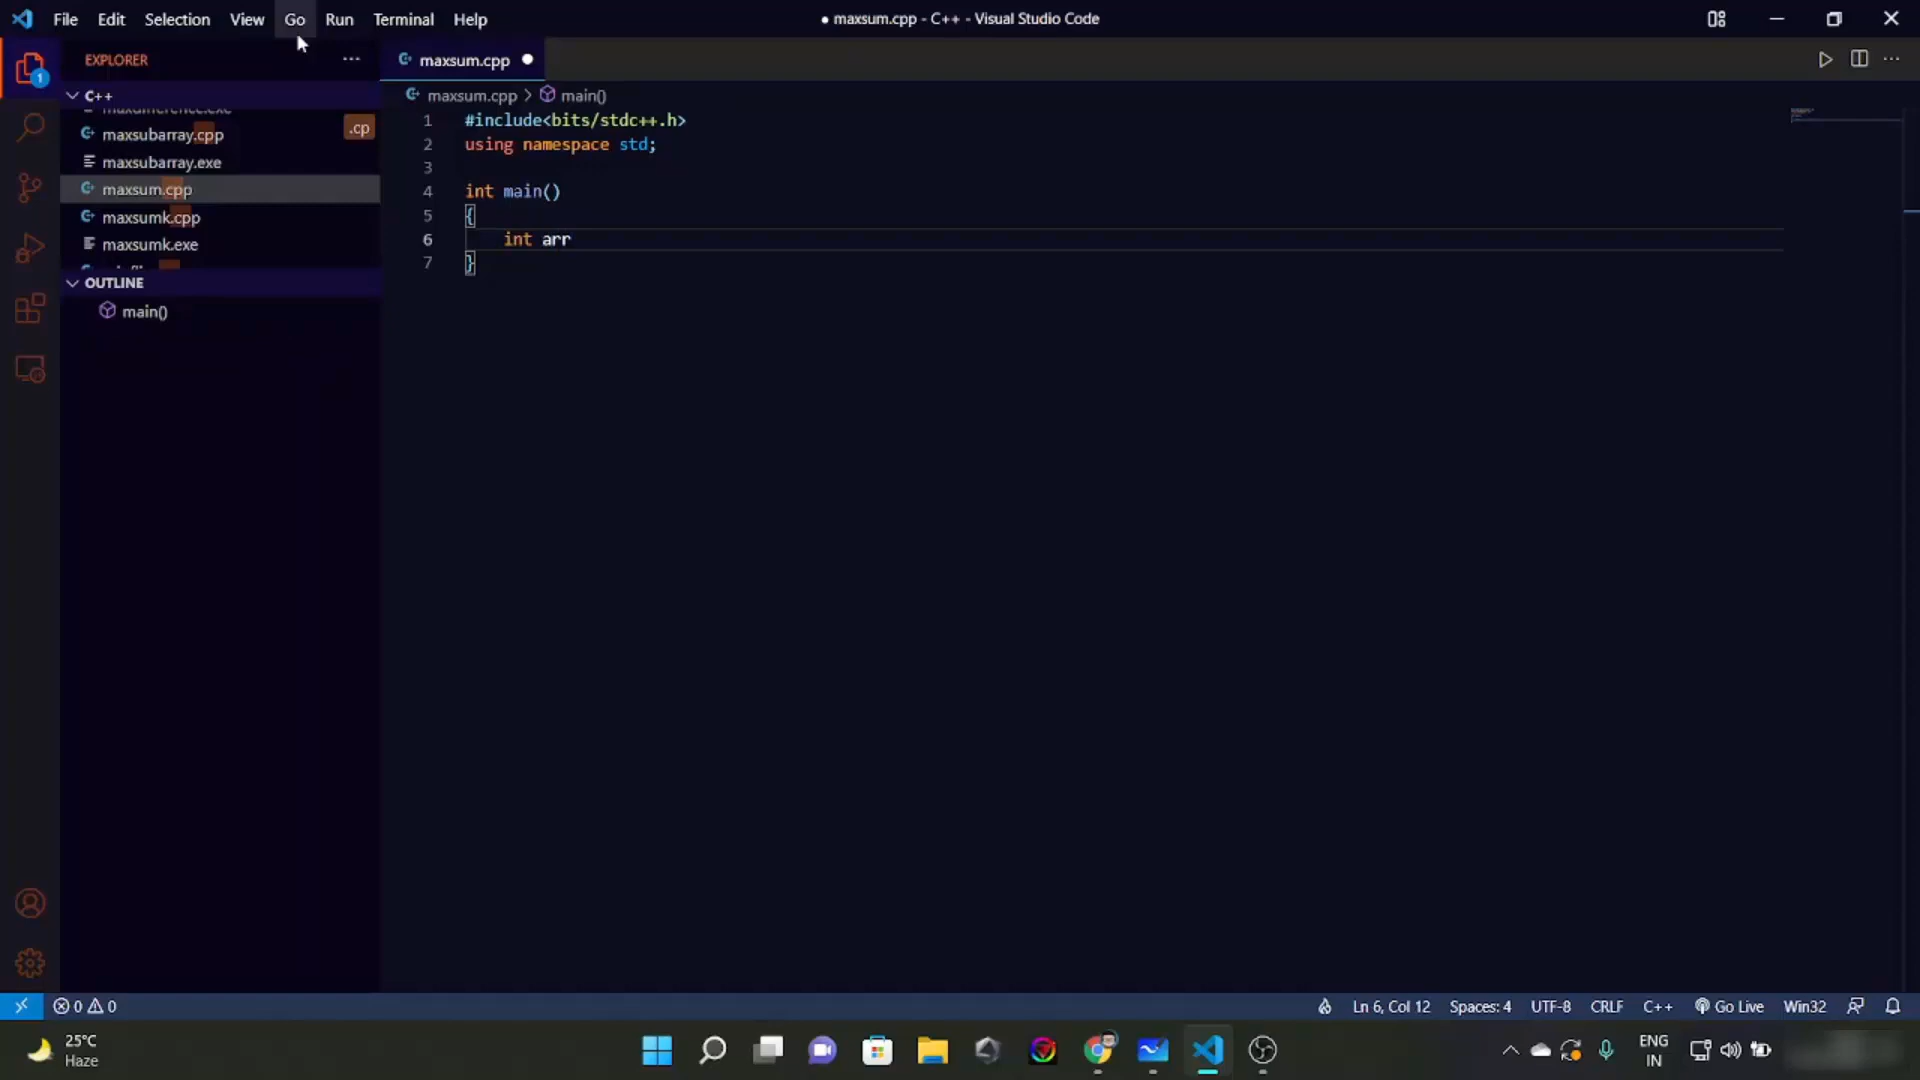 File Edit Selection View Go Run Terminal Help
● maxsum.cpp - C++ - Visual Studio Code
EXPLORER
1
C++
maxsubarray.cpp
.cp
maxsubarray.exe
maxsum.cpp
maxsumk.cpp
maxsumk.exe
OUTLINE
main()
maxsum.cpp
maxsum.cpp > main()
1 #include<bits/stdc++.h>
2 using namespace std;
3
4 int main()
5 {
6 int arr
7 }
0 0
Ln 6, Col 12 Spaces: 4 UTF-8 CRLF C++ Go Live Win32
25°C
Haze
ENG
IN